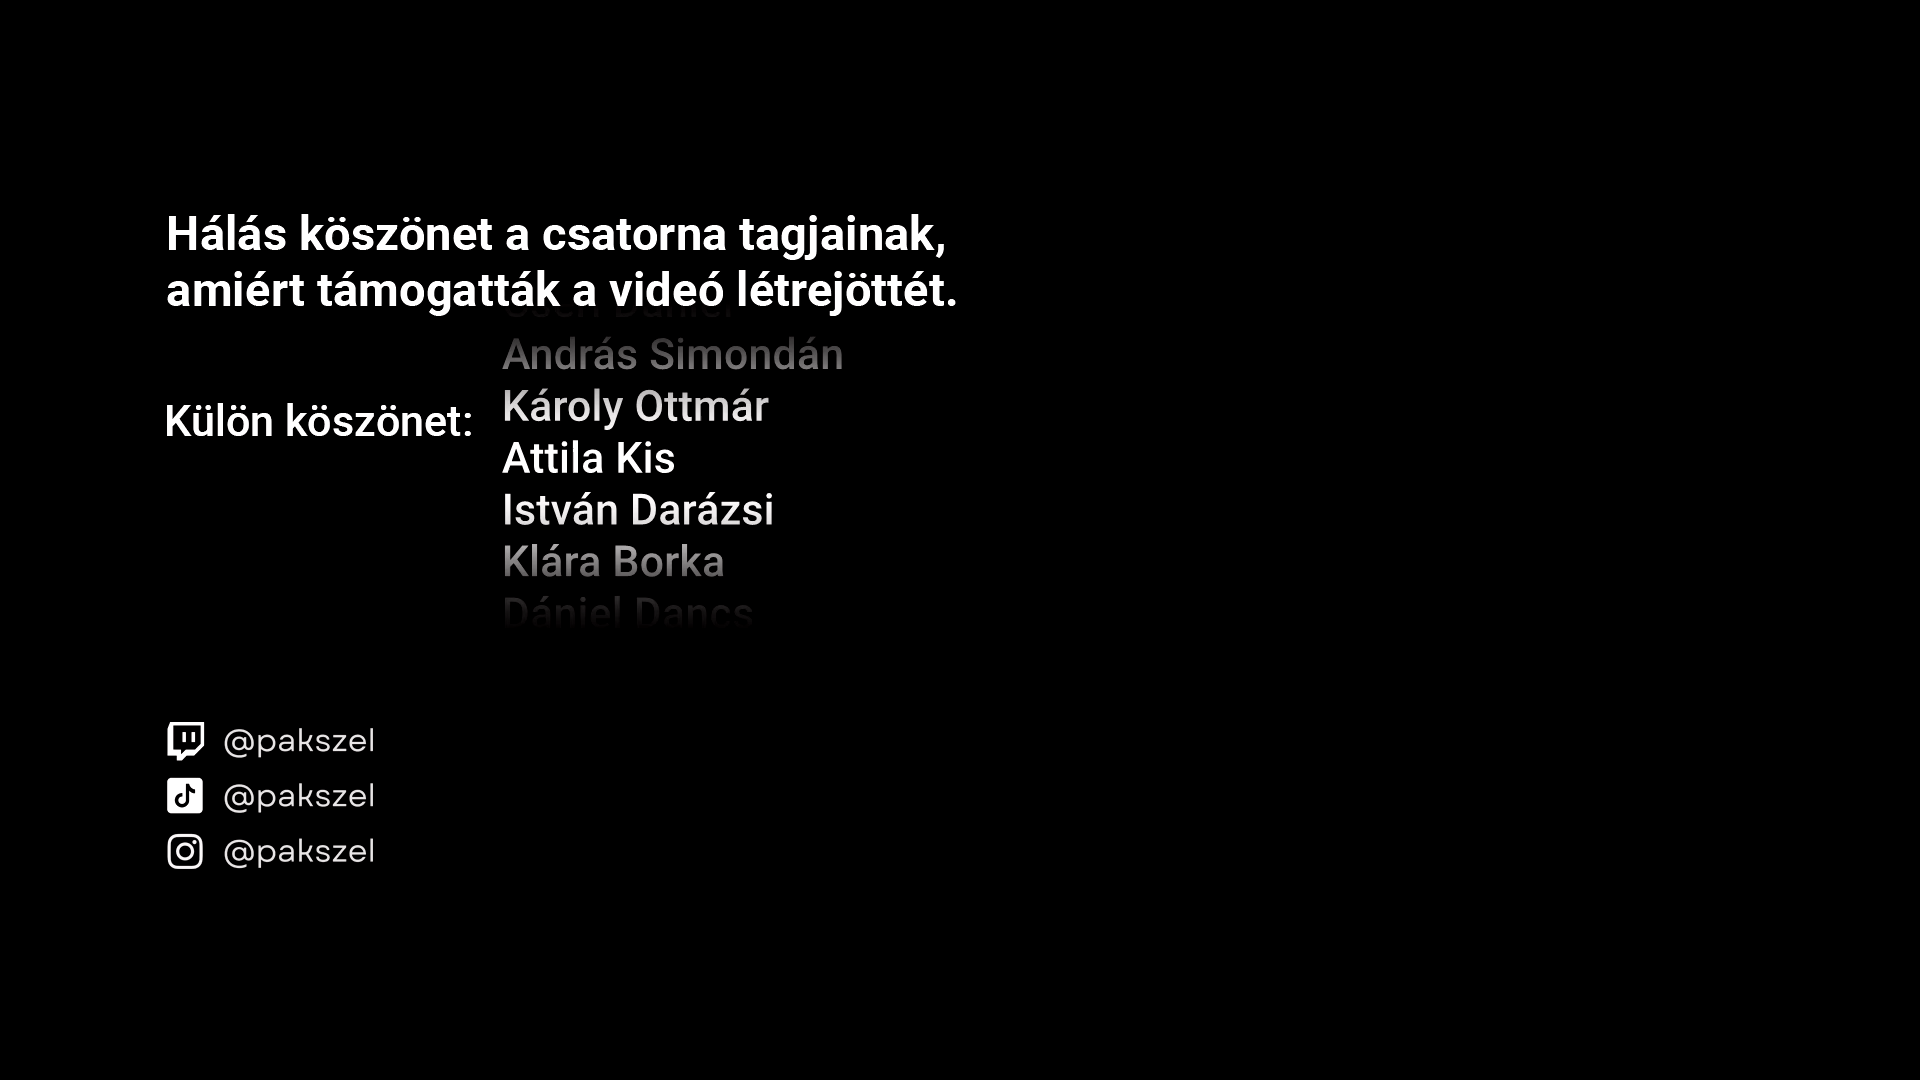 Hálás köszönet a csatorna tagjainak,
amiért támogatták a videó létrejöttét.
Külön köszönet:
András Simondán
Károly Ottmár
Attila Kis
István Darázsi
Klára Borka
Dániel Dancs
@pakszel
@pakszel
@pakszel